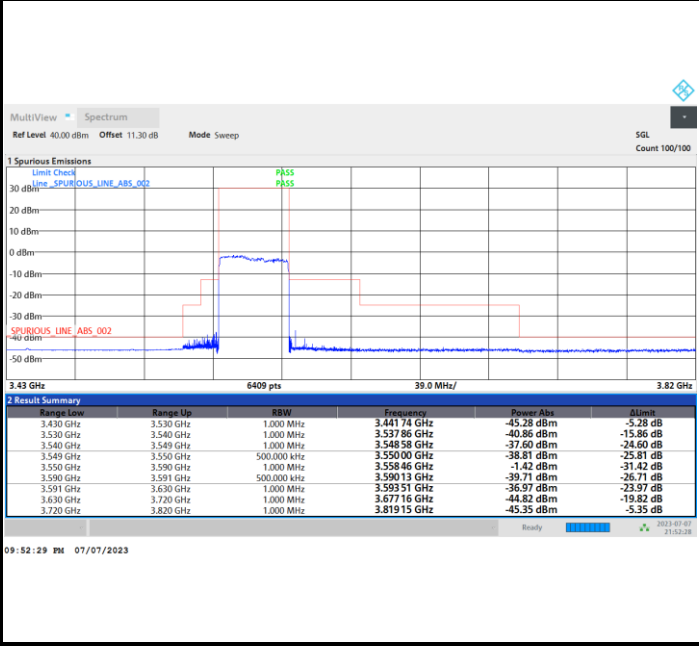 MultiView Spectrum
Ref Level 40.00 dBm Offset 11.30 dB Mode Sweep SGL
Count 100/100
1 Spurious Emissions
Limit Check PASS
Line _SPURIOUS_LINE_ABS_002 PASS
30 dBm
20 dBm
10 dBm
0 dBm
-10 dBm
-20 dBm
-30 dBm
_SPURIOUS_LINE_ABS_002
-40 dBm
-50 dBm
3.43 GHz 6409 pts 39.0 MHz/ 3.82 GHz
2 Result Summary
Range Low Range Up RBW Frequency Power Abs ΔLimit
3.430 GHz 3.530 GHz 1.000 MHz 3.441 74 GHz -45.28 dBm -5.28 dB
3.530 GHz 3.540 GHz 1.000 MHz 3.537 86 GHz -40.86 dBm -15.86 dB
3.540 GHz 3.549 GHz 1.000 MHz 3.548 58 GHz -37.60 dBm -24.60 dB
3.549 GHz 3.550 GHz 500.000 kHz 3.550 00 GHz -38.81 dBm -25.81 dB
3.550 GHz 3.590 GHz 1.000 MHz 3.558 46 GHz -1.42 dBm -31.42 dB
3.590 GHz 3.591 GHz 500.000 kHz 3.590 13 GHz -39.71 dBm -26.71 dB
3.591 GHz 3.630 GHz 1.000 MHz 3.593 51 GHz -36.97 dBm -23.97 dB
3.630 GHz 3.720 GHz 1.000 MHz 3.677 16 GHz -44.82 dBm -19.82 dB
3.720 GHz 3.820 GHz 1.000 MHz 3.819 15 GHz -45.35 dBm -5.35 dB
Ready 2023-07-07
21:52:28
09:52:29 PM 07/07/2023